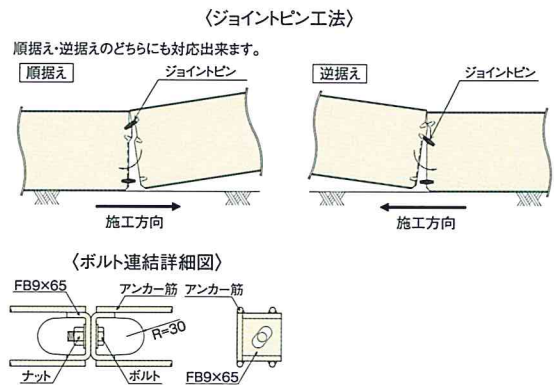 〈ジョイントピン工法〉
順据え・逆据えのどちらにも対応出来ます。
順据え
ジョイントピン
逆据え
ジョイントピン
施工方向
施工方向
〈ボルト連結詳細図〉
FB9×65
アンカー筋
アンカー筋
R=30
ナット
ボルト
FB9×65